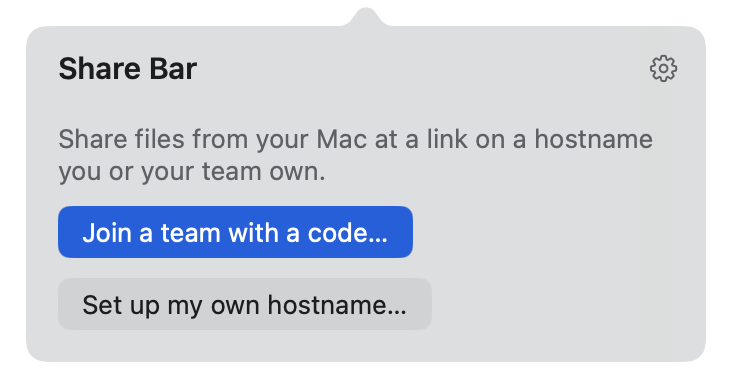 Share Bar
Share files from your Mac at a link on a hostname
you or your team own.
Join a team with a code...
Set up my own hostname...